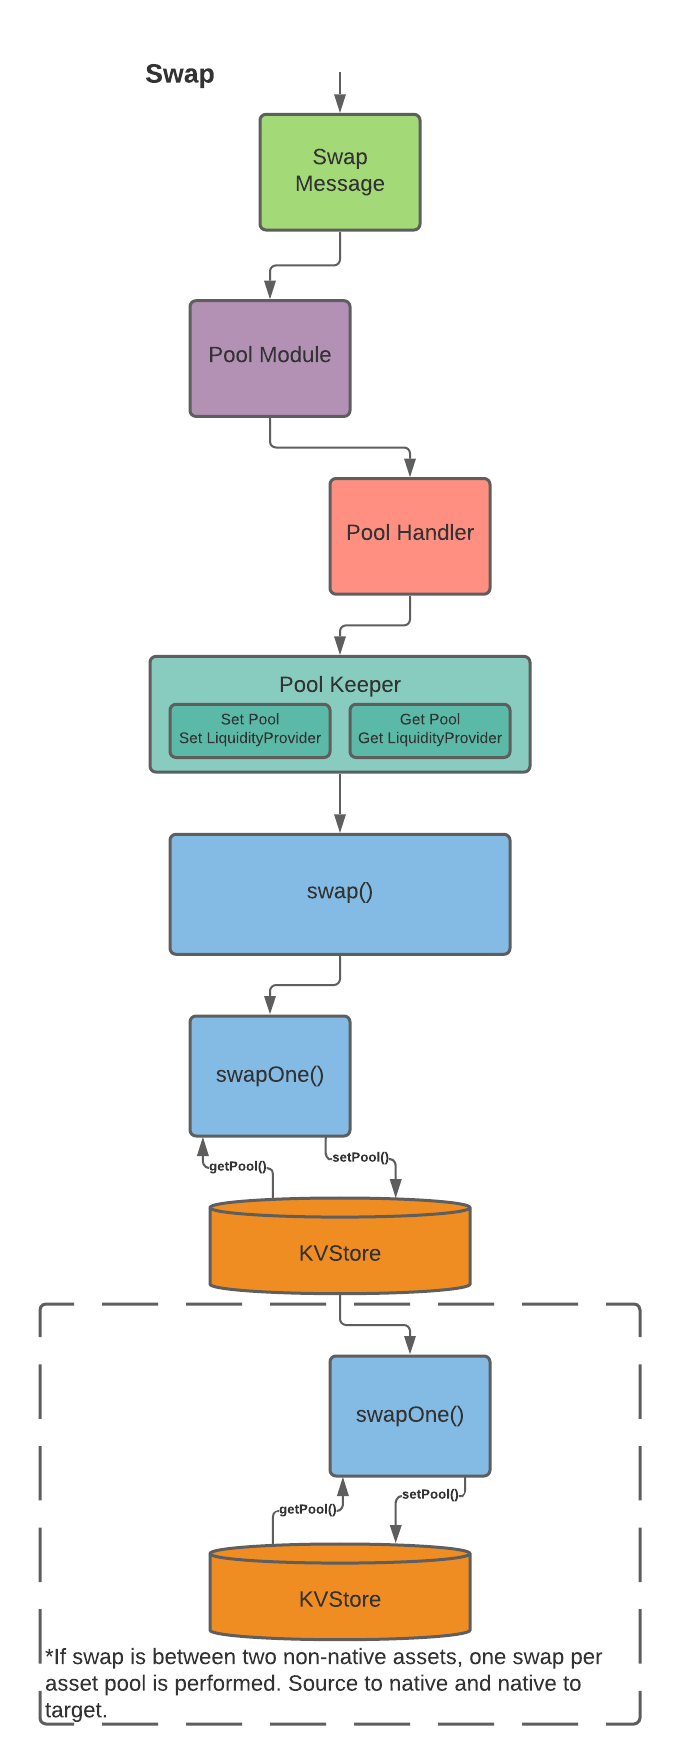 Swap
Swap
Message
Pool Module
Pool Handler
Pool Keeper
Set Pool
Set LiquidityProvider
Get Pool
Get LiquidityProvider
swap()
swapOne()
getPool()
setPool()
KVStore
swapOne()
setPool()
getPool()
KVStore
*If swap is between two non-native assets, one swap per
asset pool is performed. Source to native and native to
target.